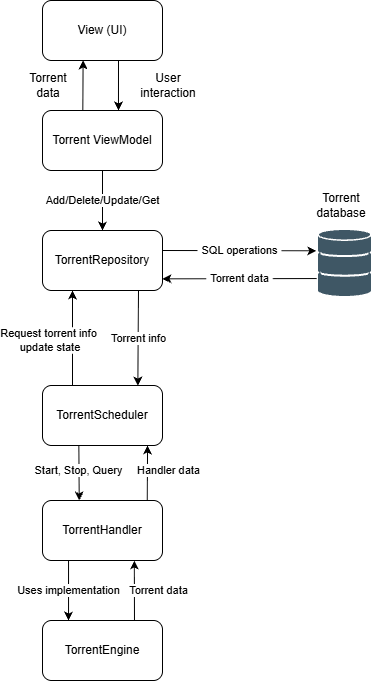 View (UI)
Torrent
data
User
interaction
Torrent ViewModel
Add/Delete/Update/Get
Torrent
database
TorrentRepository
SQL operations
Torrent data
Request torrent info
update state
Torrent info
TorrentScheduler
Start, Stop, Query
Handler data
TorrentHandler
Uses implementation
Torrent data
TorrentEngine